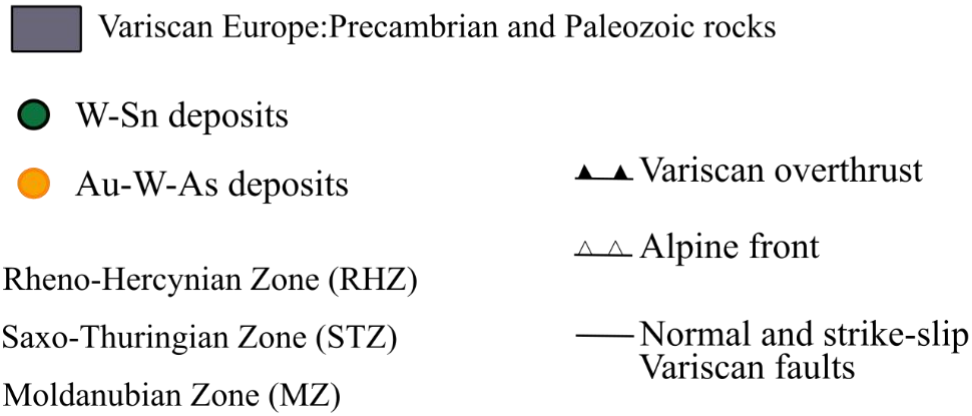 Variscan Europe:Precambrian and Paleozoic rocks
W-Sn deposits
Au-W-As deposits
Rheno-Hercynian Zone (RHZ)
Saxo-Thuringian Zone (STZ)
Moldanubian Zone (MZ)
Variscan overthrust
Alpine front
Normal and strike-slip
Variscan faults